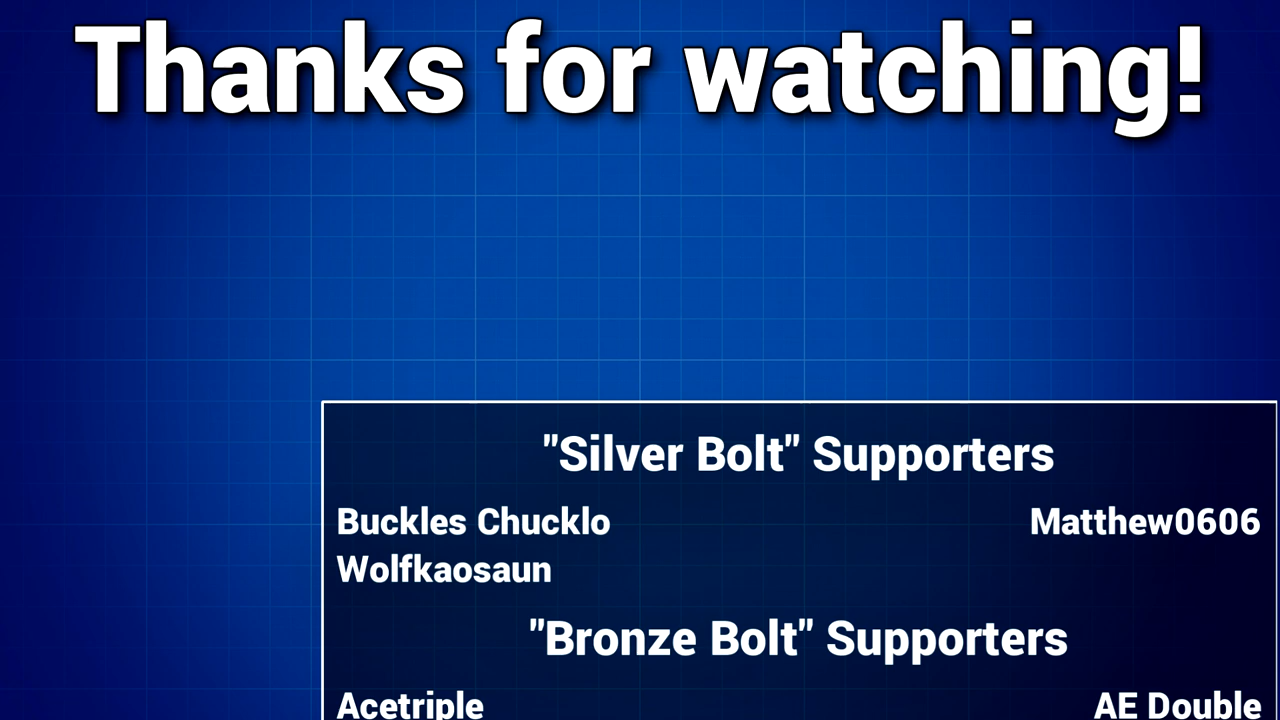 Thanks for watching!
"Silver Bolt" Supporters
Buckles Chucklo Matthew0606
Wolfkaosaun
"Bronze Bolt" Supporters
Acetriple AE Double